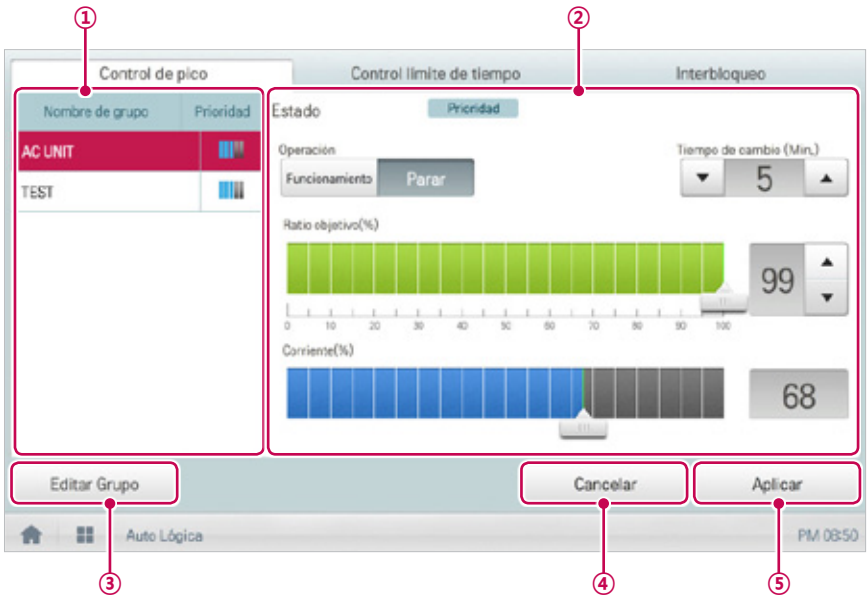 ① ②
Control de pico Control límite de tiempo Interbloqueo
Nombre de grupo Prioridad Estado Prioridad
AC UNIT
Operación Tiempo de cambio (Min.)
TEST Funcionamiento Parar 5
Ratio objetivo(%)
99
0 10 20 30 40 50 60 70 80 90 100
Corriente(%)
68
Editar Grupo Cancelar Aplicar
Auto Lógica PM 08:50
③ ④ ⑤